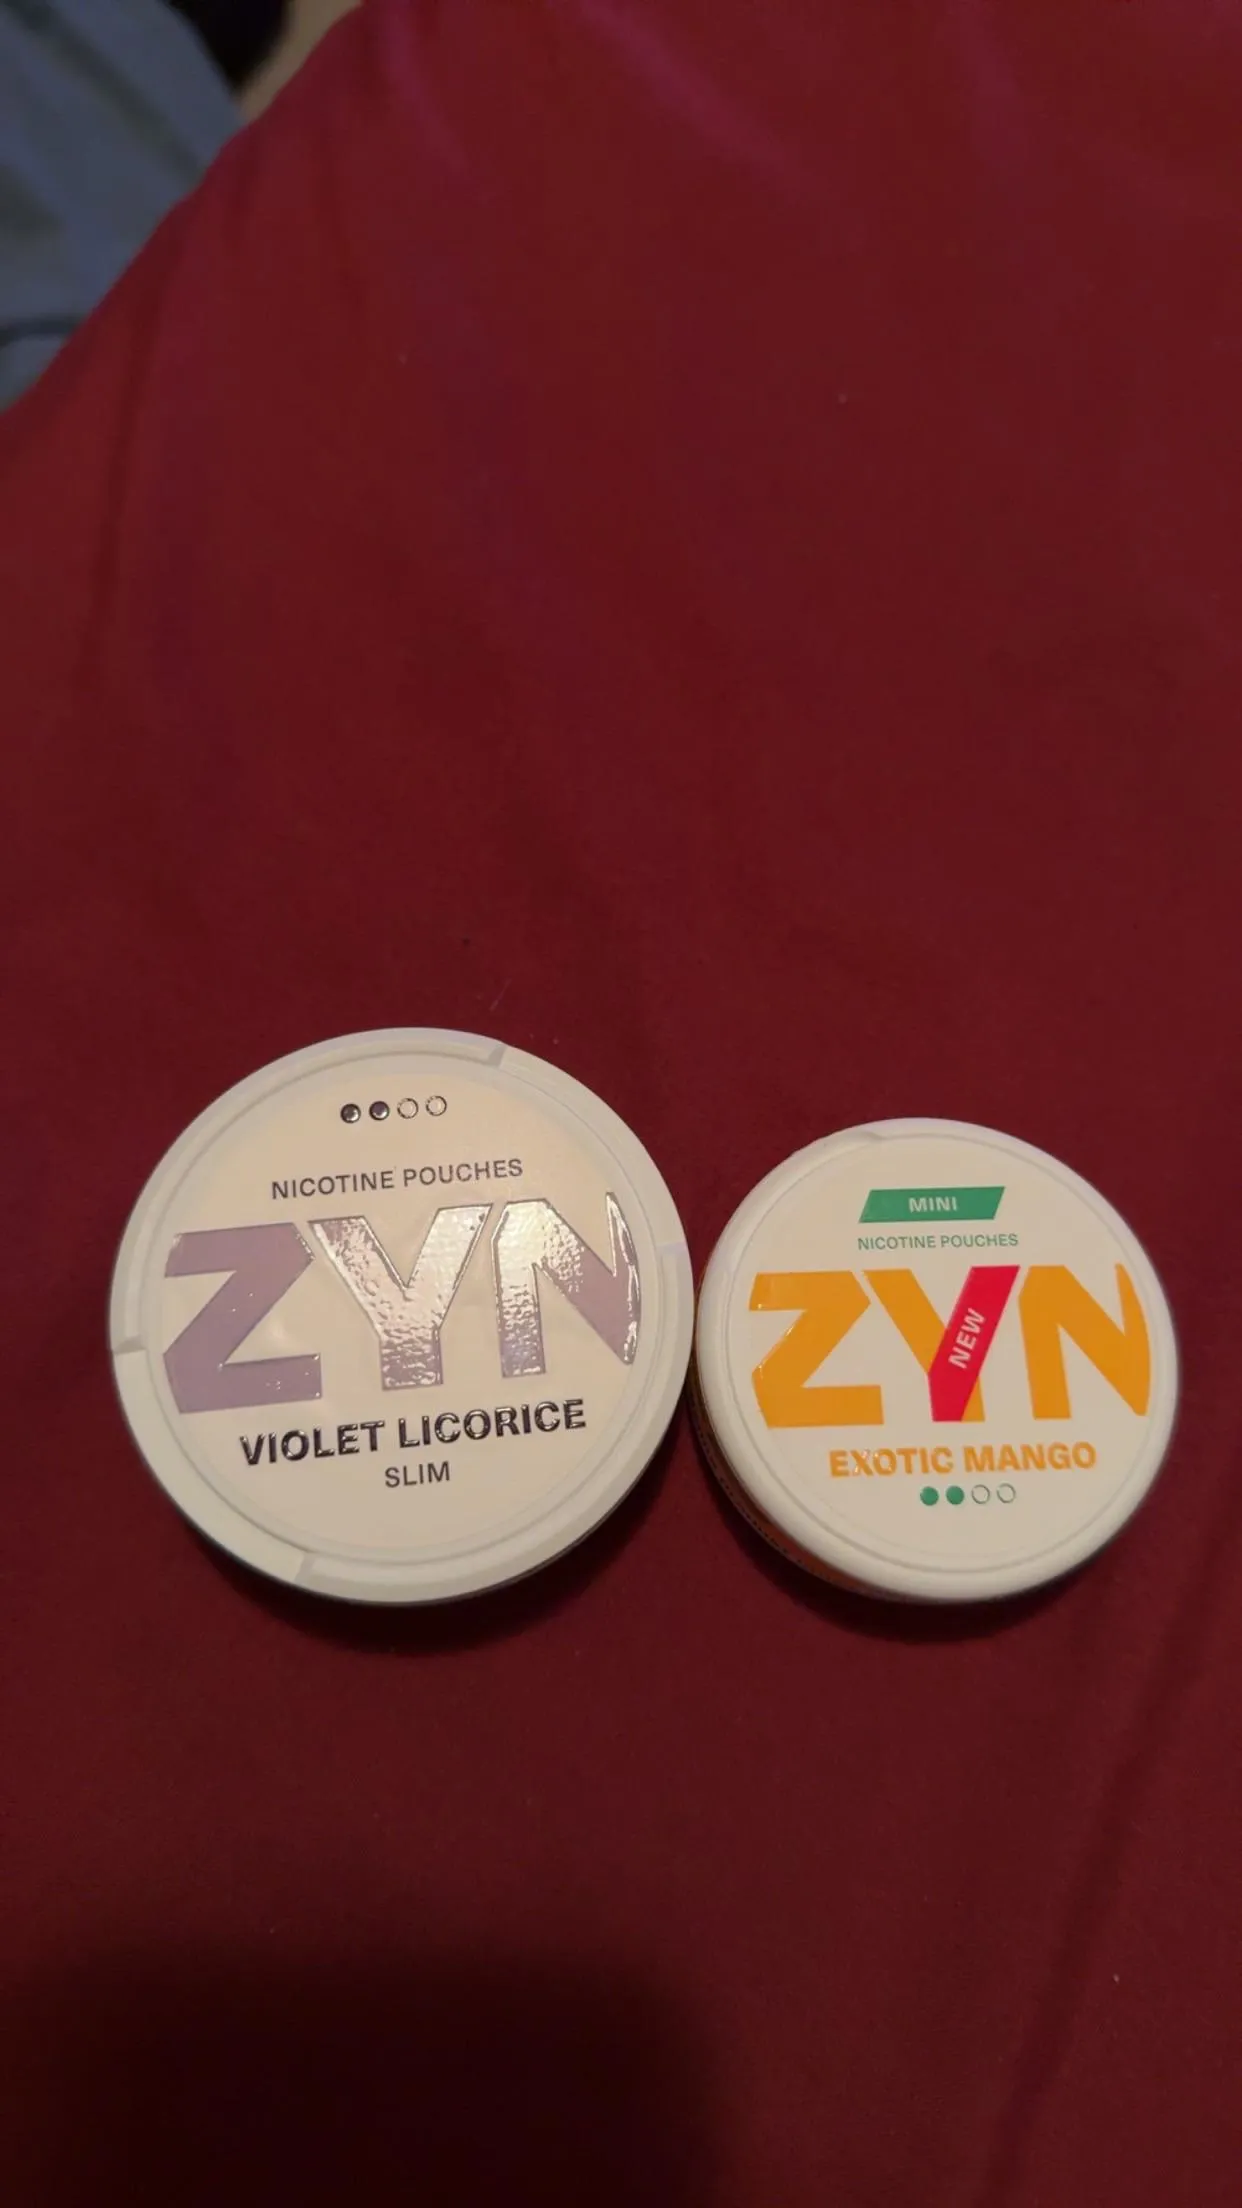 NICOTINE POUCHES
ZYN
VIOLET LICORICE
SLIM
MINI
NICOTINE POUCHES
ZYN
NEW
EXOTIC MANGO